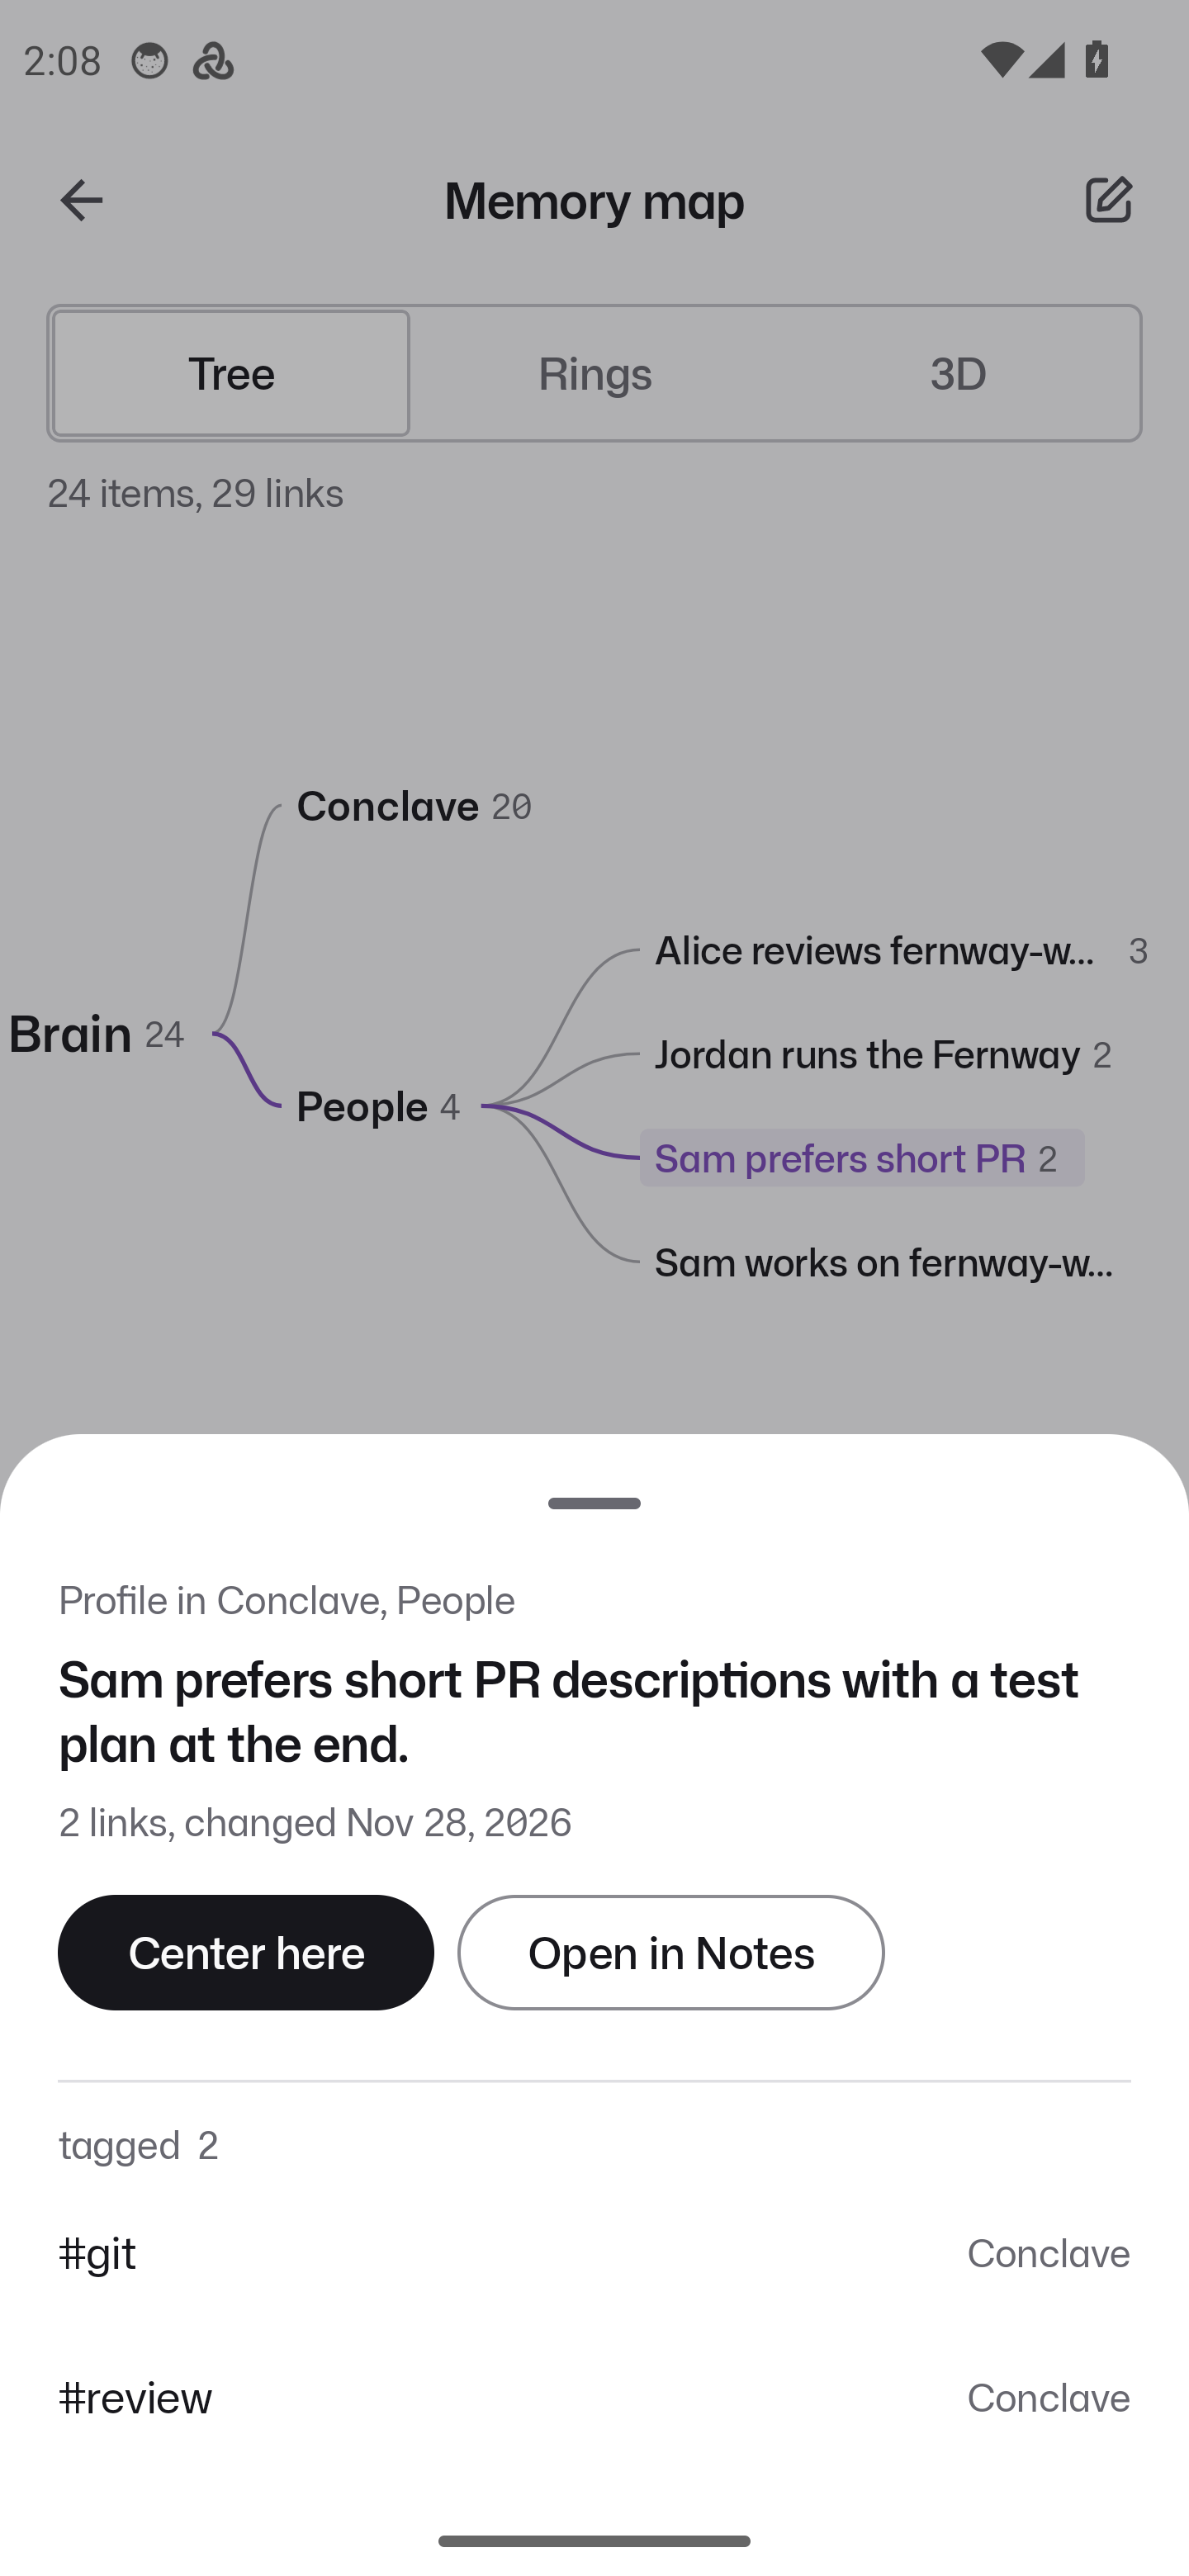 2:08
Memory map
Tree
Rings
3D
24 items, 29 links
Conclave 20
Alice reviews fernway-w... 3
Brain 24
Jordan runs the Fernway 2
People 4
Sam prefers short PR 2
Sam works on fernway-w...
Profile in Conclave, People
Sam prefers short PR descriptions with a test
plan at the end.
2 links, changed Nov 28, 2026
Center here
Open in Notes
tagged 2
#git Conclave
#review Conclave